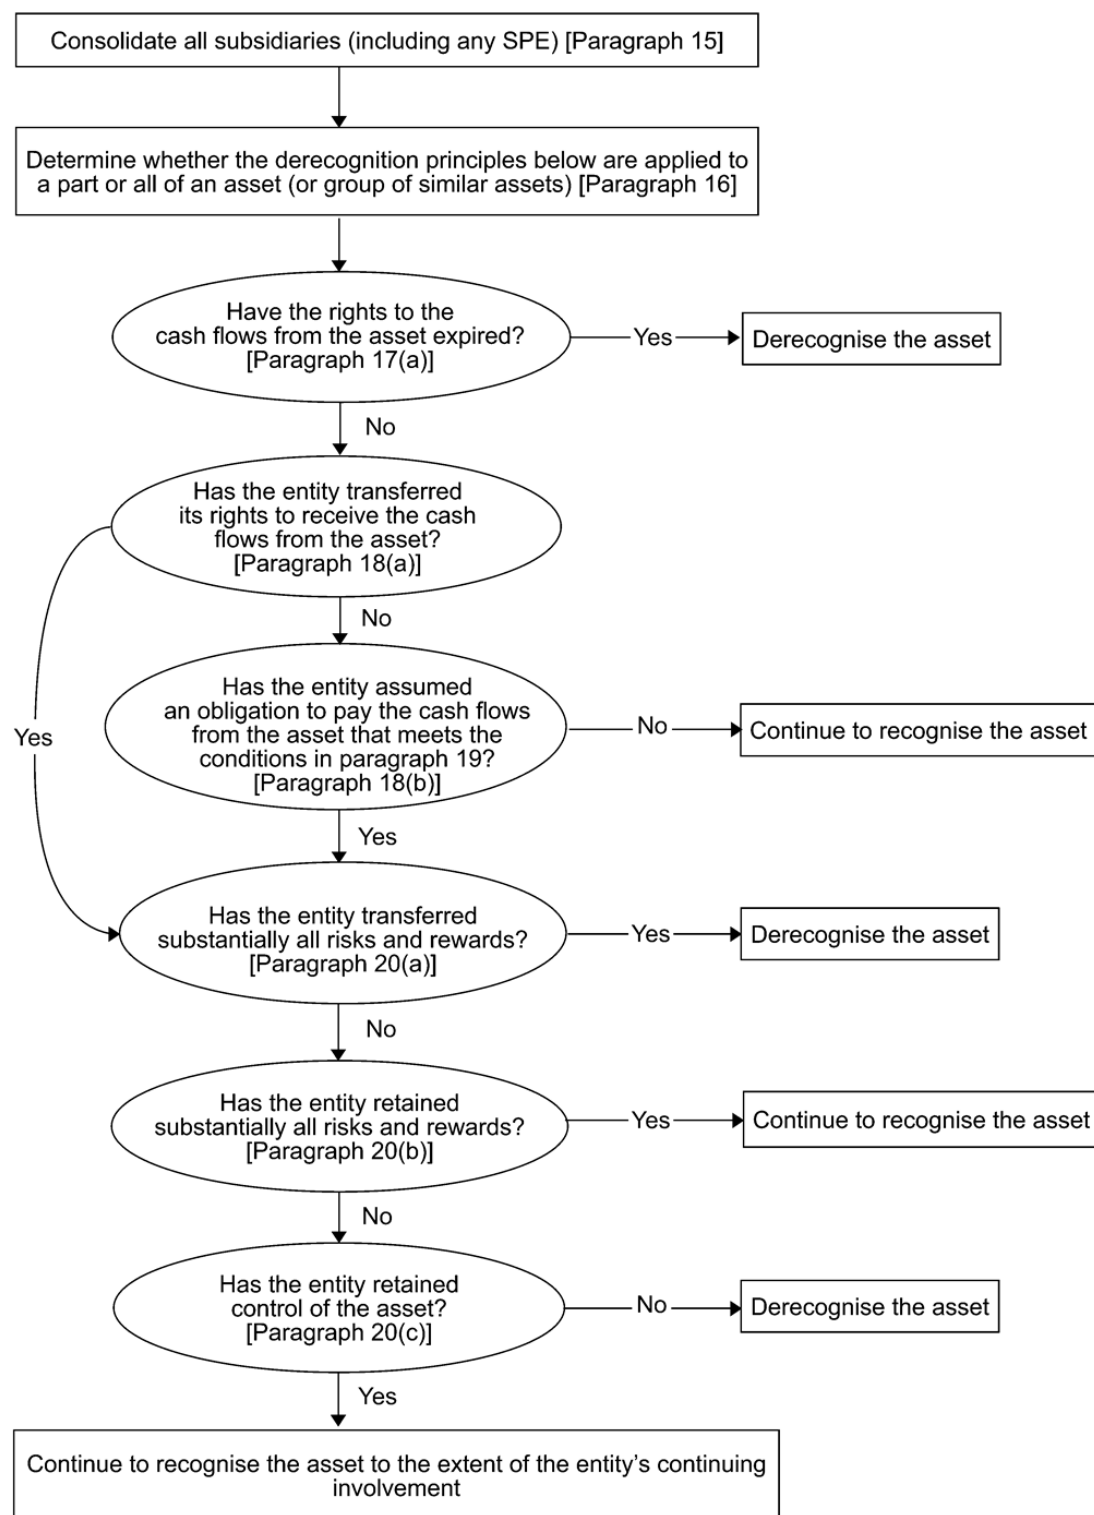 Consolidate all subsidiaries (including any SPE) [Paragraph 15]
Determine whether the derecognition principles below are applied to
a part or all of an asset (or group of similar assets) [Paragraph 16]
Have the rights to the
cash flows from the asset expired?
[Paragraph 17(a)]
Yes
Derecognise the asset
No
Has the entity transferred
its rights to receive the cash
flows from the asset?
[Paragraph 18(a)]
Yes
No
Has the entity assumed
an obligation to pay the cash flows
from the asset that meets the
conditions in paragraph 19?
[Paragraph 18(b)]
No
Continue to recognise the asset
Yes
Has the entity transferred
substantially all risks and rewards?
[Paragraph 20(a)]
Yes
Derecognise the asset
No
Has the entity retained
substantially all risks and rewards?
[Paragraph 20(b)]
Yes
Continue to recognise the asset
No
Has the entity retained
control of the asset?
[Paragraph 20(c)]
No
Derecognise the asset
Yes
Continue to recognise the asset to the extent of the entity's continuing
involvement